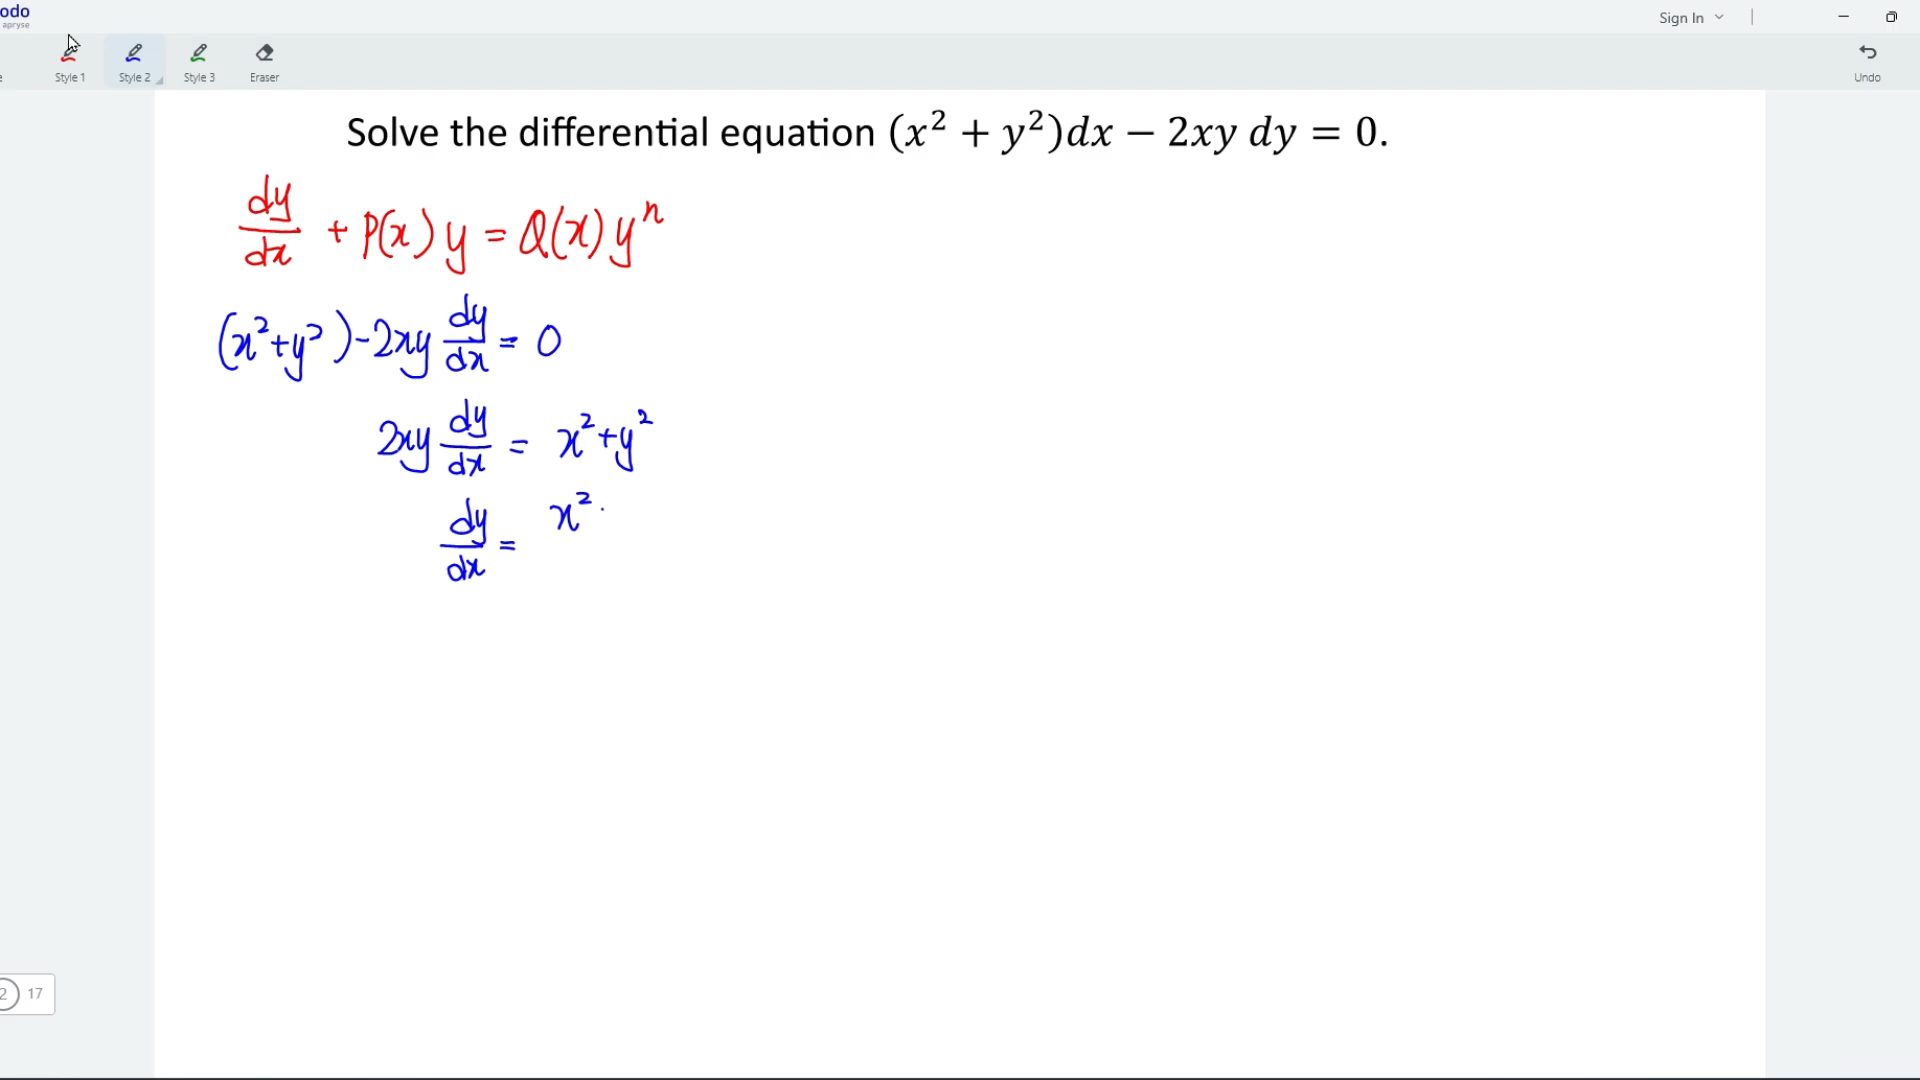 odo
apryse
Sign In
Style 1 Style 2 Style 3 Eraser Undo
Solve the differential equation (x² + y²)dx − 2xy dy = 0.
dy/dx + P(x) y = Q(x) yⁿ
(x²+y²) - 2xy dy/dx = 0
2xy dy/dx = x²+y²
dy/dx = x²
2 17